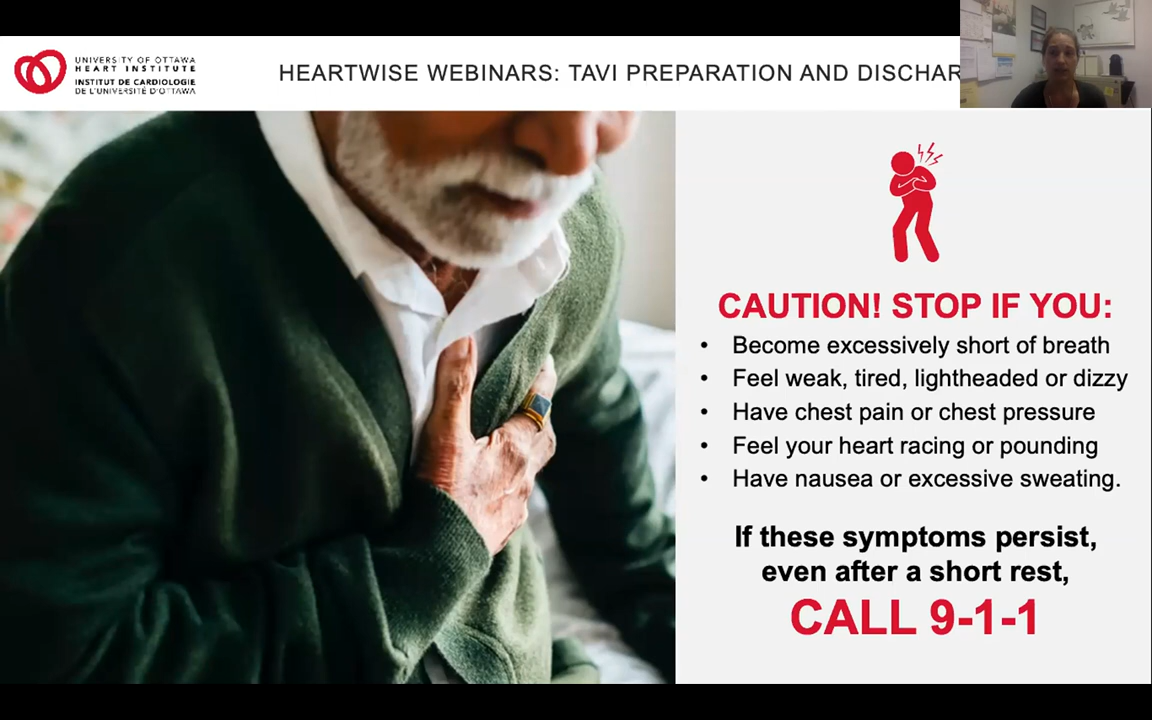 UNIVERSITY OF OTTAWA
HEART INSTITUTE
INSTITUT DE CARDIOLOGIE
DE L'UNIVERSITÉ D'OTTAWA
HEARTWISE WEBINARS: TAVI PREPARATION AND DISCHAR
CAUTION! STOP IF YOU:
• Become excessively short of breath
• Feel weak, tired, lightheaded or dizzy
• Have chest pain or chest pressure
• Feel your heart racing or pounding
• Have nausea or excessive sweating.
If these symptoms persist,
even after a short rest,
CALL 9-1-1